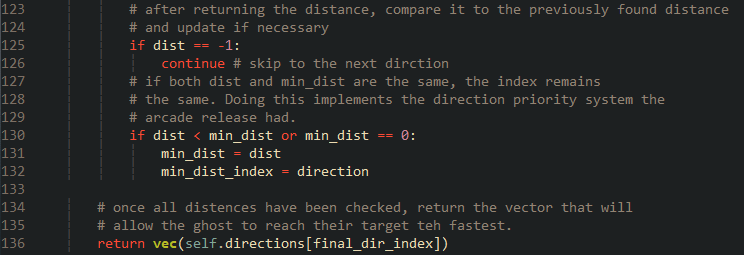 123 # after returning the distance, compare it to the previously found distance
124 # and update if necessary
125 if dist == -1:
126 continue # skip to the next dirction
127 # if both dist and min_dist are the same, the index remains
128 # the same. Doing this implements the direction priority system the
129 # arcade release had.
130 if dist < min_dist or min_dist == 0:
131 min_dist = dist
132 min_dist_index = direction
133
134 # once all distences have been checked, return the vector that will
135 # allow the ghost to reach their target teh fastest.
136 return vec(self.directions[final_dir_index])